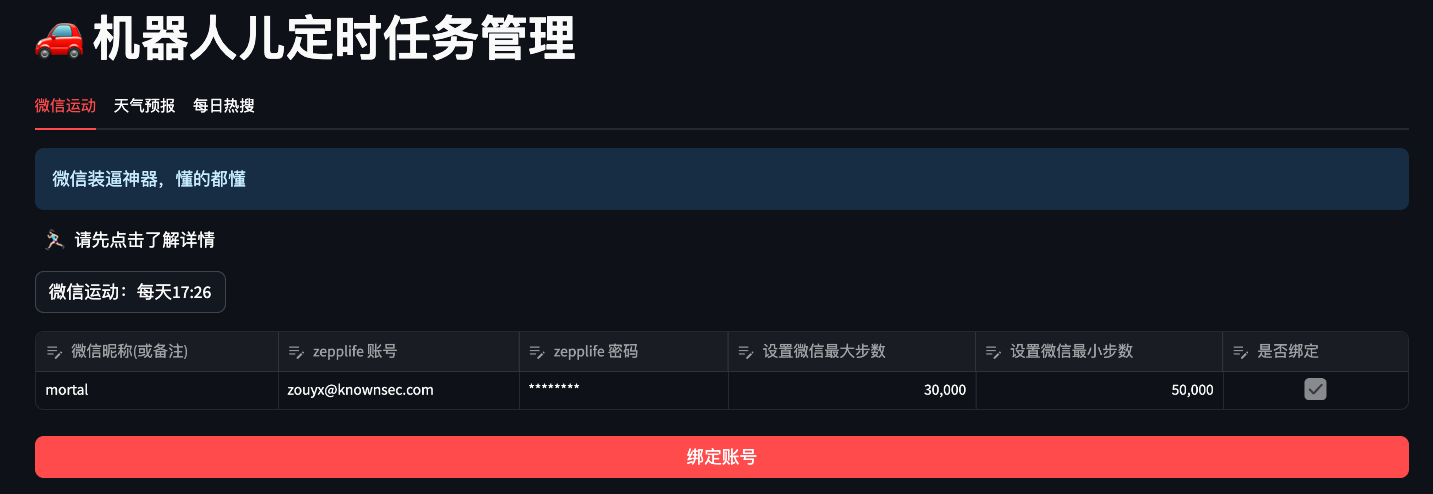 机器人儿定时任务管理
微信运动 天气预报 每日热搜
微信装逼神器，懂的都懂
请先点击了解详情
微信运动：每天17:26
微信昵称(或备注) zepplife 账号 zepplife 密码 设置微信最大步数 设置微信最小步数 是否绑定
mortal zouyx@knownsec.com ******** 30,000 50,000
绑定账号